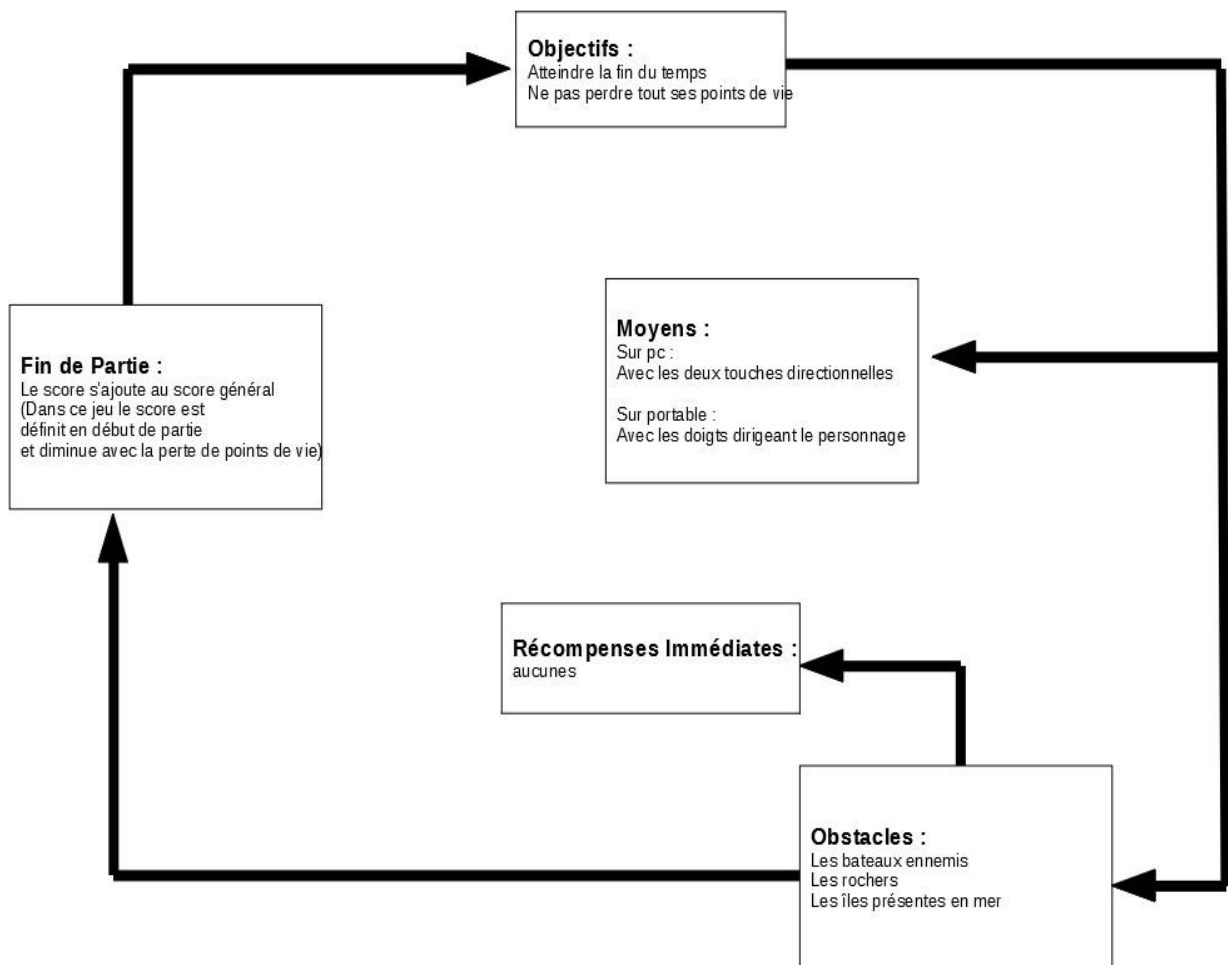 Objectifs :
Atteindre la fin du temps
Ne pas perdre tout ses points de vie
Moyens :
Sur pc :
Avec les deux touches directionnelles
Sur portable :
Avec les doigts dirigeant le personnage
Fin de Partie :
Le score s'ajoute au score général
(Dans ce jeu le score est
définit en début de partie
et diminue avec la perte de points de vie)
Récompenses Immédiates :
aucunes
Obstacles :
Les bateaux ennemis
Les rochers
Les îles présentes en mer